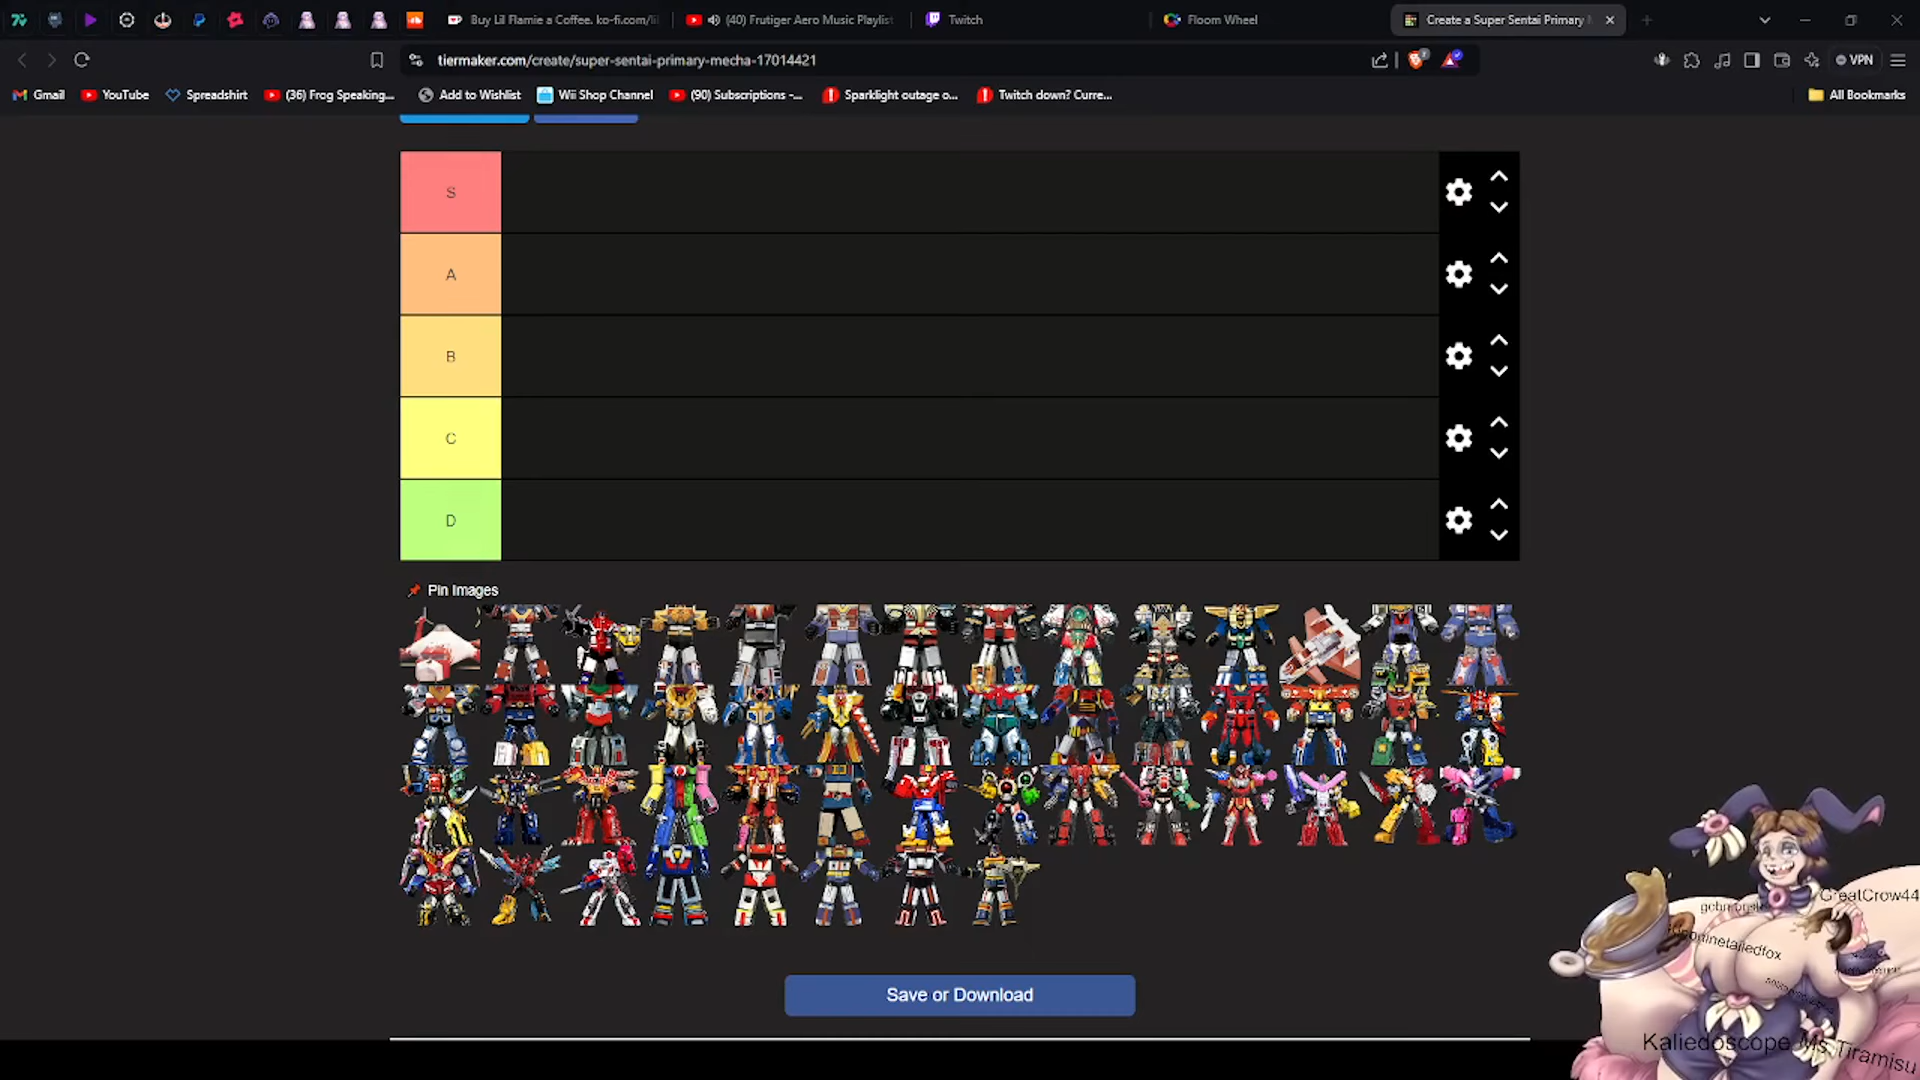 Buy Lil Flamie a Coffee. ko-fi.com/lil
(40) Frutiger Aero Music Playlist
Twitch
Floom Wheel
Create a Super Sentai Primary M
tiermaker.com/create/super-sentai-primary-mecha-17014421
VPN
Gmail
YouTube
Spreadshirt
(36) Frog Speaking...
Add to Wishlist
Wii Shop Channel
(90) Subscriptions -...
Sparklight outage o...
Twitch down? Curre...
All Bookmarks
S
A
B
C
D
Pin Images
Save or Download
GreatCrow44
Kaliedoscope Ms Tiramisu